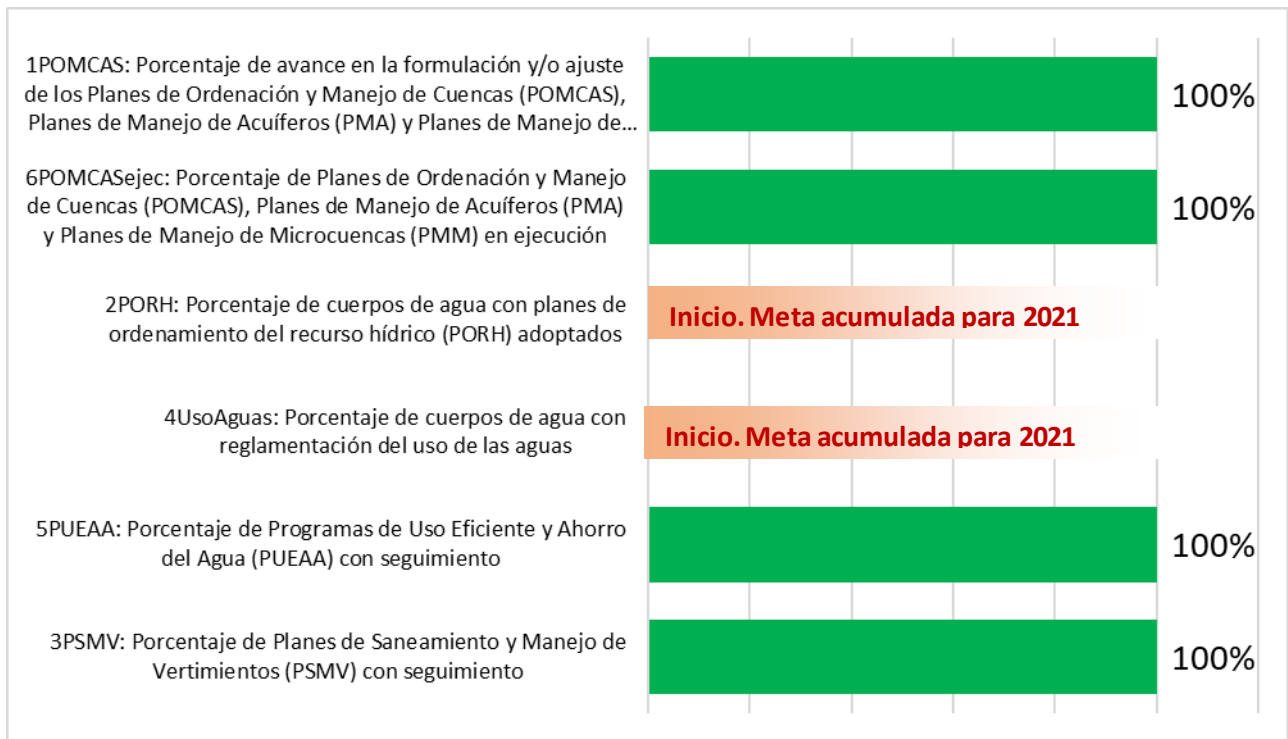 1POMCAS: Porcentaje de avance en la formulación y/o ajuste
de los Planes de Ordenación y Manejo de Cuencas (POMCAS),
Planes de Manejo de Acuíferos (PMA) y Planes de Manejo de...
100%
6POMCASejec: Porcentaje de Planes de Ordenación y Manejo
de Cuencas (POMCAS), Planes de Manejo de Acuíferos (PMA)
y Planes de Manejo de Microcuencas (PMM) en ejecución
100%
2PORH: Porcentaje de cuerpos de agua con planes de
ordenamiento del recurso hídrico (PORH) adoptados
Inicio. Meta acumulada para 2021
4UsoAguas: Porcentaje de cuerpos de agua con
reglamentación del uso de las aguas
Inicio. Meta acumulada para 2021
5PUEAA: Porcentaje de Programas de Uso Eficiente y Ahorro
del Agua (PUEAA) con seguimiento
100%
3PSMV: Porcentaje de Planes de Saneamiento y Manejo de
Vertimientos (PSMV) con seguimiento
100%